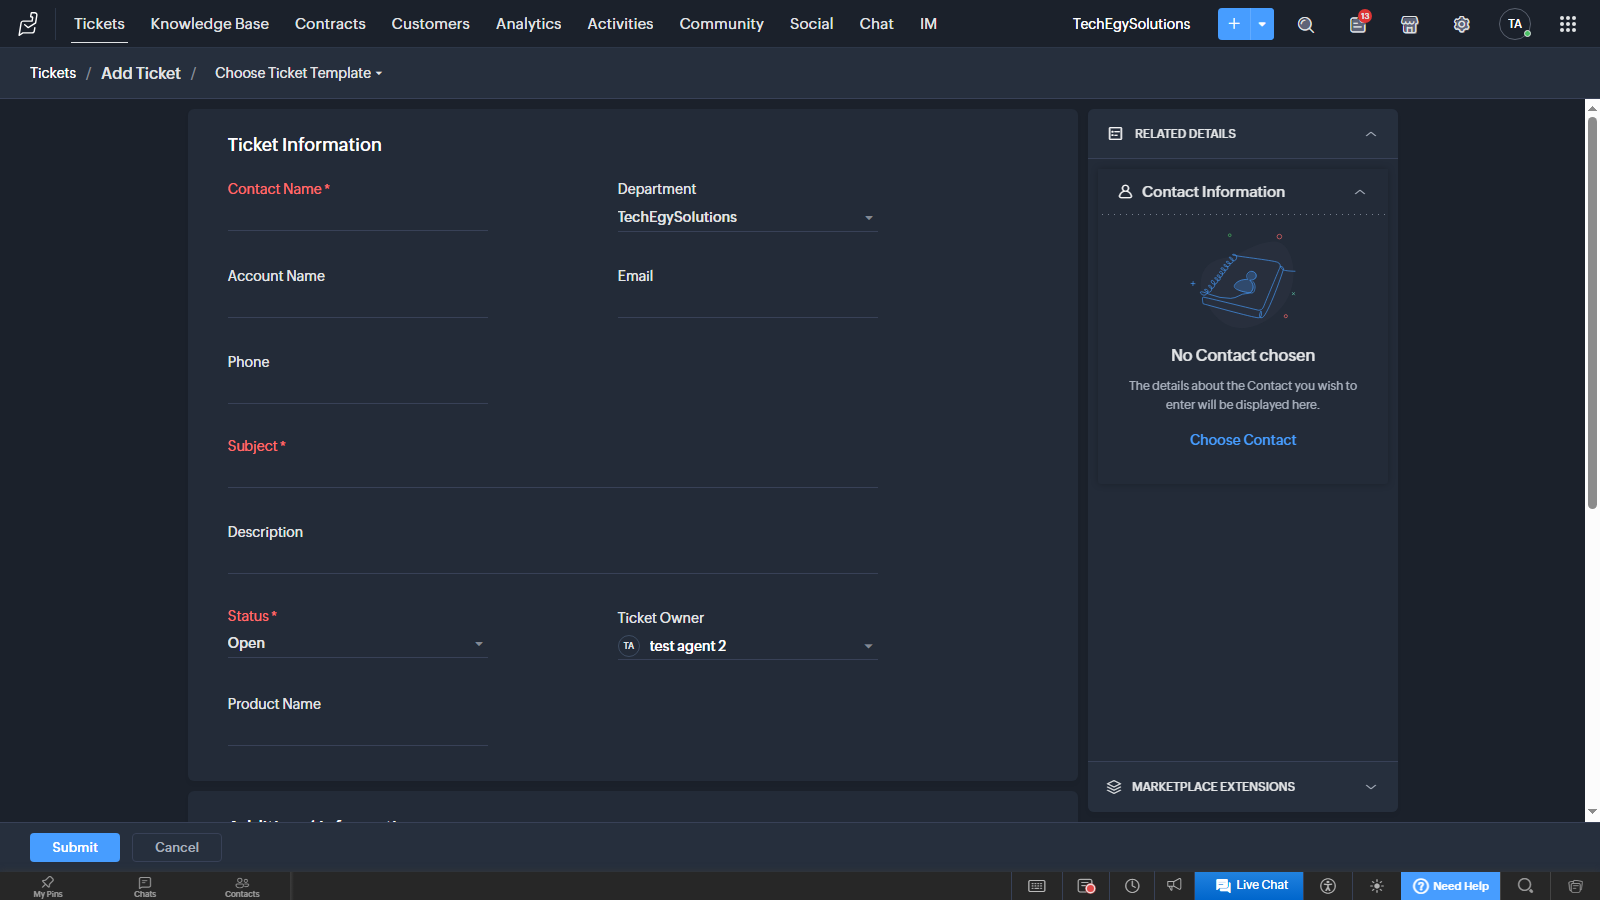 Tickets Knowledge Base Contracts Customers Analytics Activities Community Social Chat IM TechEgySolutions 13 TA
Tickets / Add Ticket / Choose Ticket Template
Ticket Information
Contact Name *
Department
TechEgySolutions
Account Name
Email
Phone
Subject *
Description
Status *
Open
Ticket Owner
TA test agent 2
Product Name
RELATED DETAILS
Contact Information
No Contact chosen
The details about the Contact you wish to
enter will be displayed here.
Choose Contact
MARKETPLACE EXTENSIONS
Submit Cancel
My Pins Chats Contacts Live Chat Need Help